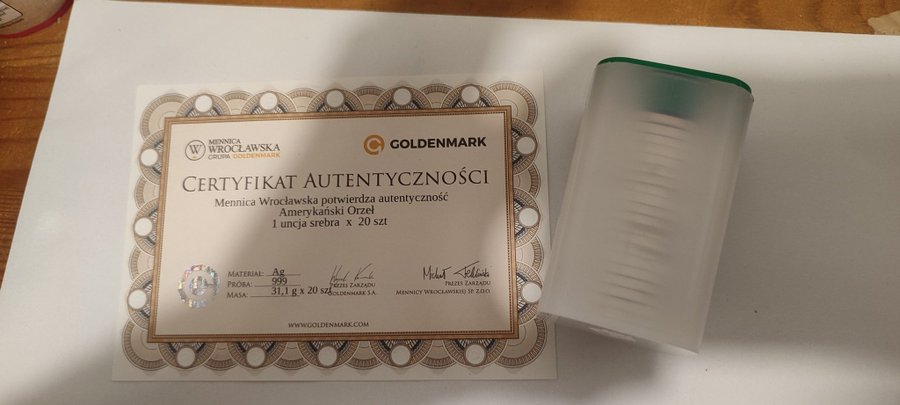 MENNICA
WROCŁAWSKA
GRUPA GOLDENMARK
GOLDENMARK
CERTYFIKAT AUTENTYCZNOŚCI
Mennica Wrocławska potwierdza autentyczność
Amerykański Orzeł
1 uncja srebra x 20 szt
MATERIAŁ: Ag
PRÓBA: 999
MASA: 31,1 g x 20 szt
PREZES ZARZĄDU
GOLDENMARK S.A.
PREZES ZARZĄDU
MENNICY WROCŁAWSKIEJ SP. Z O.O.
WWW.GOLDENMARK.COM